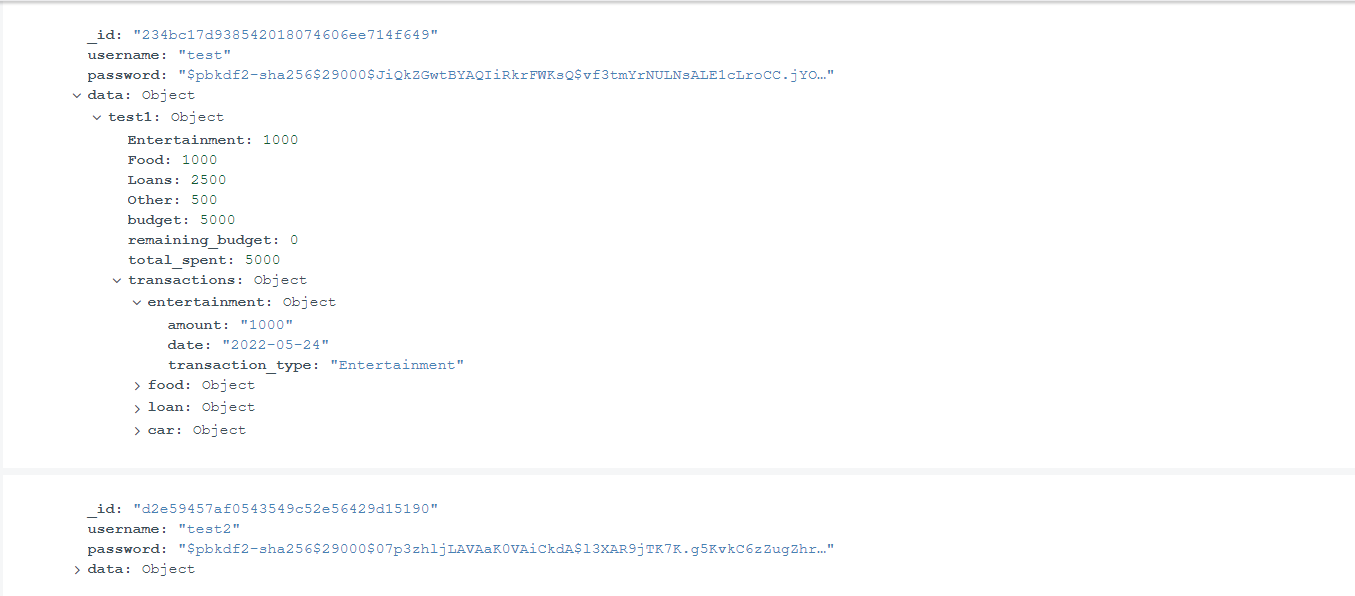 _id: "234bc17d938542018074606ee714f649"
username: "test"
password: "$pbkdf2-sha256$29000$JiQkZGwtBYAQIiRkrFWKsQ$vf3tmYrNULNsALE1cLroCC.jYO…"
data: Object
test1: Object
Entertainment: 1000
Food: 1000
Loans: 2500
Other: 500
budget: 5000
remaining_budget: 0
total_spent: 5000
transactions: Object
entertainment: Object
amount: "1000"
date: "2022-05-24"
transaction_type: "Entertainment"
food: Object
loan: Object
car: Object
_id: "d2e59457af0543549c52e56429d15190"
username: "test2"
password: "$pbkdf2-sha256$29000$07p3zhljLAVAaK0VAiCkdA$l3XAR9jTK7K.g5KvkC6zZugZhr…"
data: Object